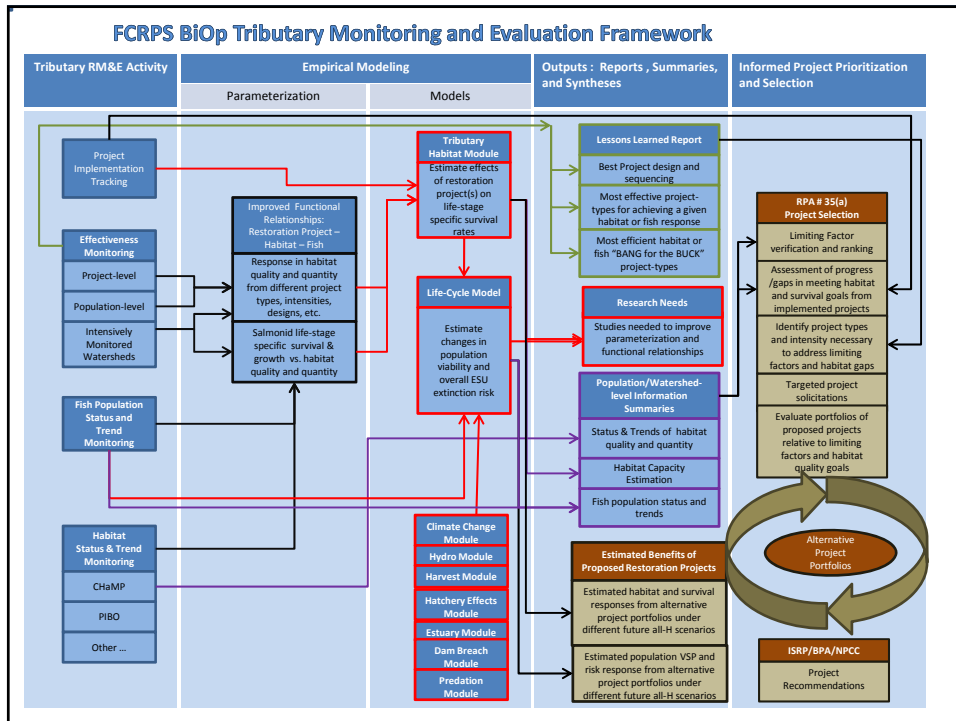 FCRPS BiOp Tributary Monitoring and Evaluation Framework
Tributary RM&E Activity
Empirical Modeling
Parameterization
Models
Outputs : Reports , Summaries,
and Syntheses
Informed Project Prioritization
and Selection
Project
Implementation
Tracking
Effectiveness
Monitoring
Project-level
Population-level
Intensively
Monitored
Watersheds
Fish Population
Status and
Trend Monitoring
Habitat
Status & Trend
Monitoring
CHaMP
PIBO
Other ...
Improved Functional
Relationships:
Restoration Project –
Habitat – Fish
Response in habitat
quality and quantity
from different project
types, intensities,
designs, etc.
Salmonid life-stage
specific survival &
growth vs. habitat
quality and quantity
Tributary
Habitat Module
Estimate effects
of restoration
project(s) on
life-stage
specific survival
rates
Life-Cycle Model
Estimate
changes in
population
viability and
overall ESU
extinction risk
Climate Change
Module
Hydro Module
Harvest Module
Hatchery Effects
Module
Estuary Module
Dam Breach
Module
Predation
Module
Lessons Learned Report
Best Project design and
sequencing
Most effective project-
types for achieving a given
habitat or fish response
Most efficient habitat or
fish “BANG for the BUCK”
project-types
Research Needs
Studies needed to improve
parameterization and
functional relationships
Population/Watershed-
level Information
Summaries
Status & Trends of habitat
quality and quantity
Habitat Capacity
Estimation
Fish population status and
trends
Estimated Benefits of
Proposed Restoration Projects
Estimated habitat and survival
responses from alternative
project portfolios under
different future all-H scenarios
Estimated population VSP and
risk response from alternative
project portfolios under
different future all-H scenarios
RPA # 35(a)
Project Selection
Limiting Factor
verification and ranking
Assessment of progress
/gaps in meeting habitat
and survival goals from
implemented projects
Identify project types
and intensity necessary
to address limiting
factors and habitat gaps
Targeted project
solicitations
Evaluate portfolios of
proposed projects
relative to limiting
factors and habitat
quality goals
Alternative
Project
Portfolios
ISRP/BPA/NPCC
Project
Recommendations